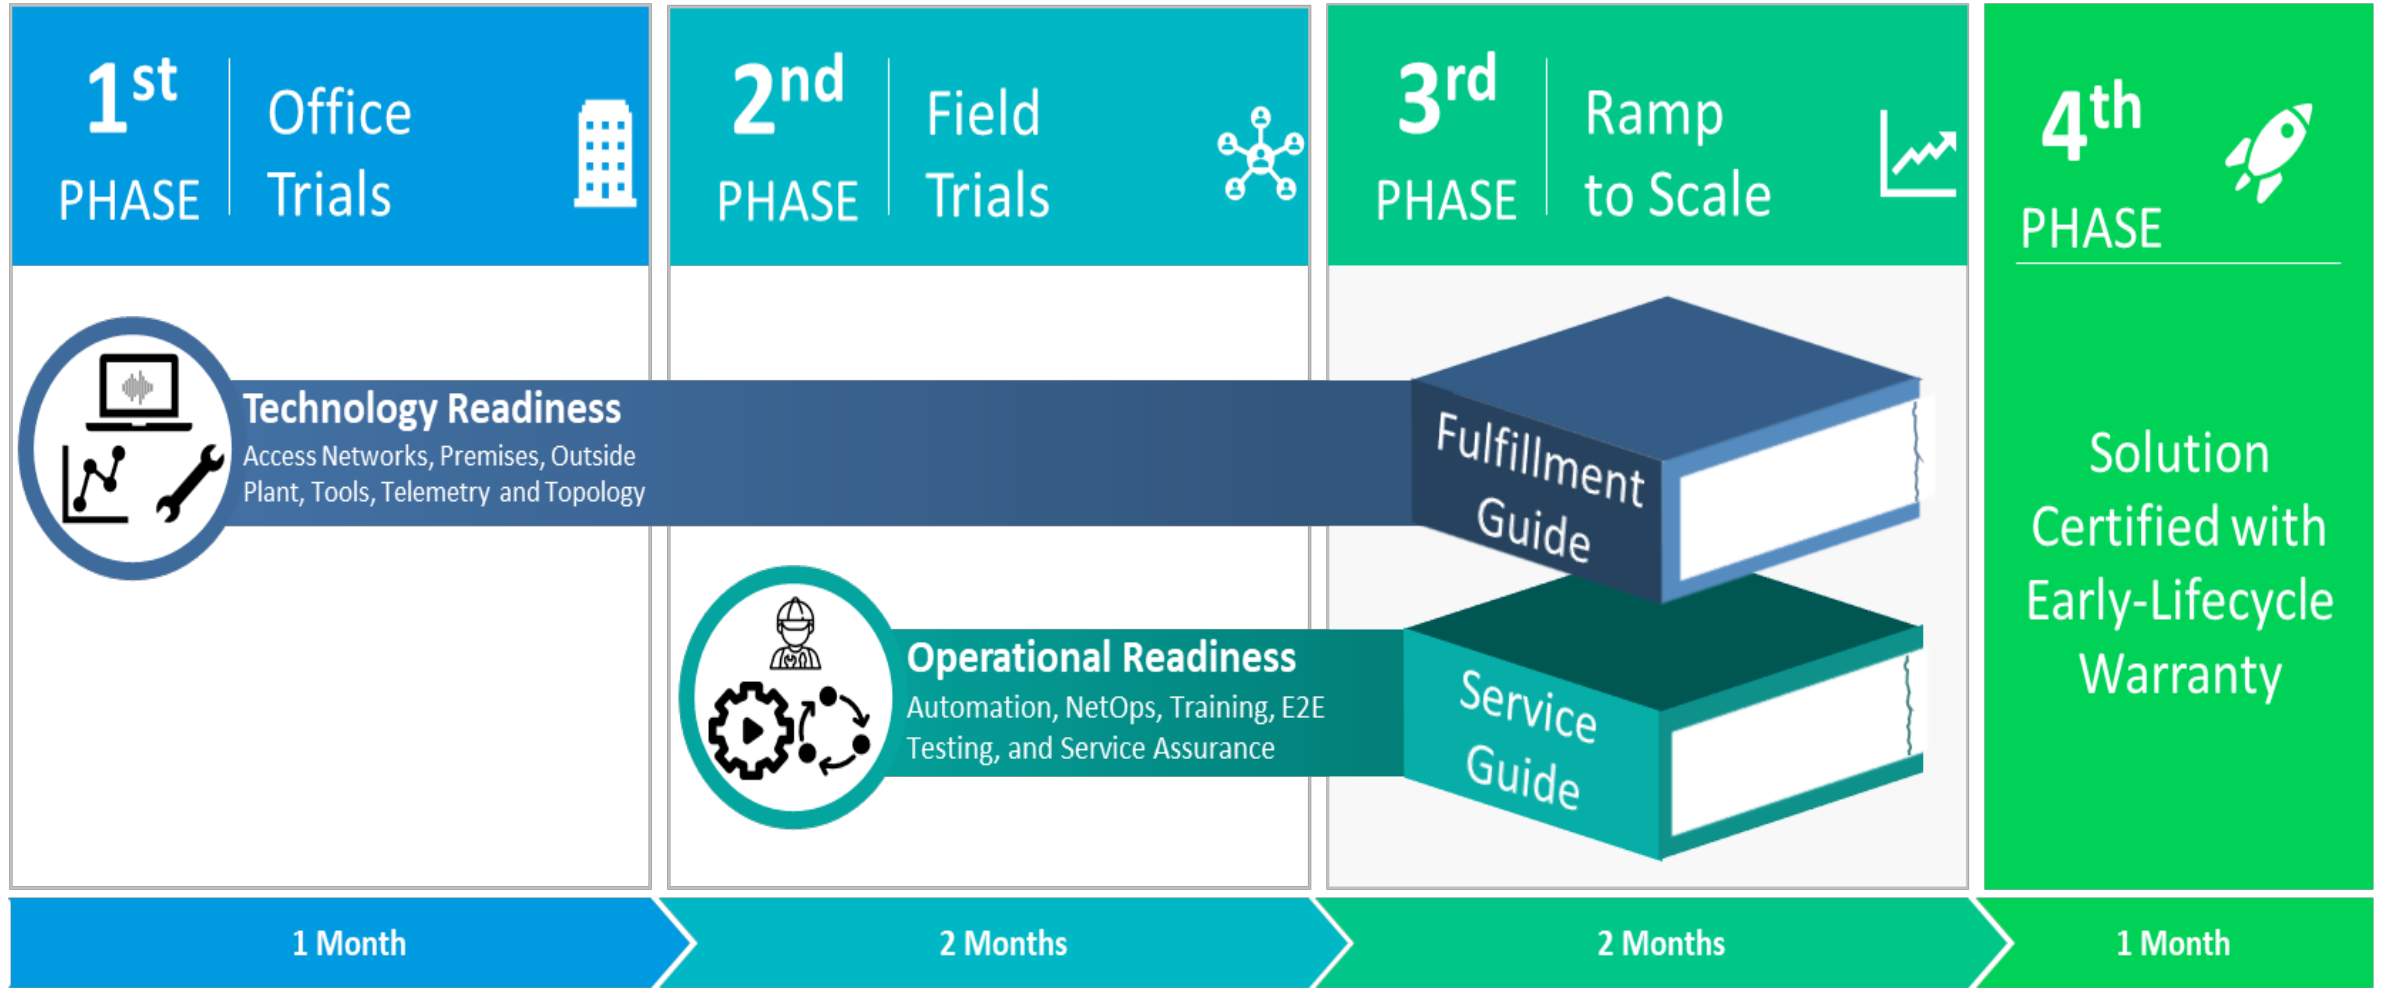 1st
PHASE
Office
Trials
2nd
PHASE
Field
Trials
3rd
PHASE
Ramp
to Scale
4th
PHASE
Technology Readiness
Access Networks, Premises, Outside
Plant, Tools, Telemetry and Topology
Operational Readiness
Automation, NetOps, Training, E2E
Testing, and Service Assurance
Fulfillment
Guide
Service
Guide
Solution
Certified with
Early-Lifecycle
Warranty
1 Month
2 Months
2 Months
1 Month